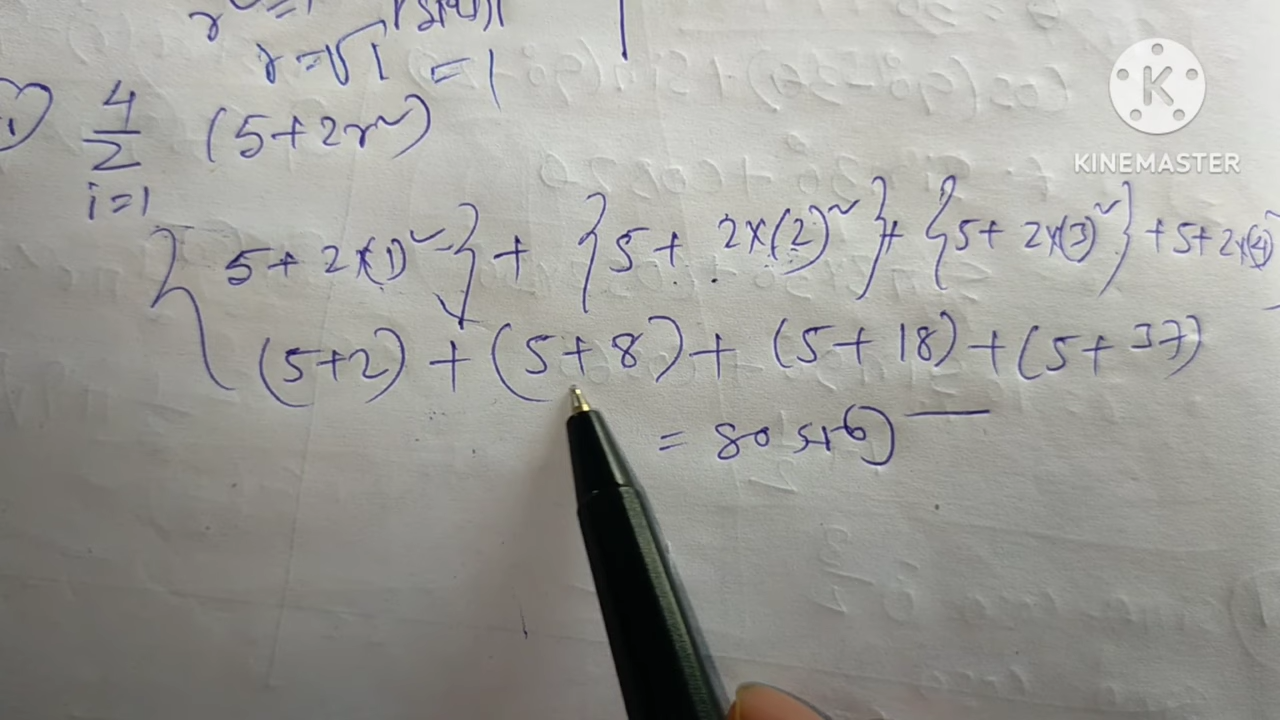 r = √1 = 1
4
Σ (5+2r²)
i=1
{5+2×(1)²} + {5+2×(2)²} + {5+2×(3)²} + 5+2×(4)²
(5+2) + (5+8) + (5+18) + (5+37)
= 80
K
KINEMASTER